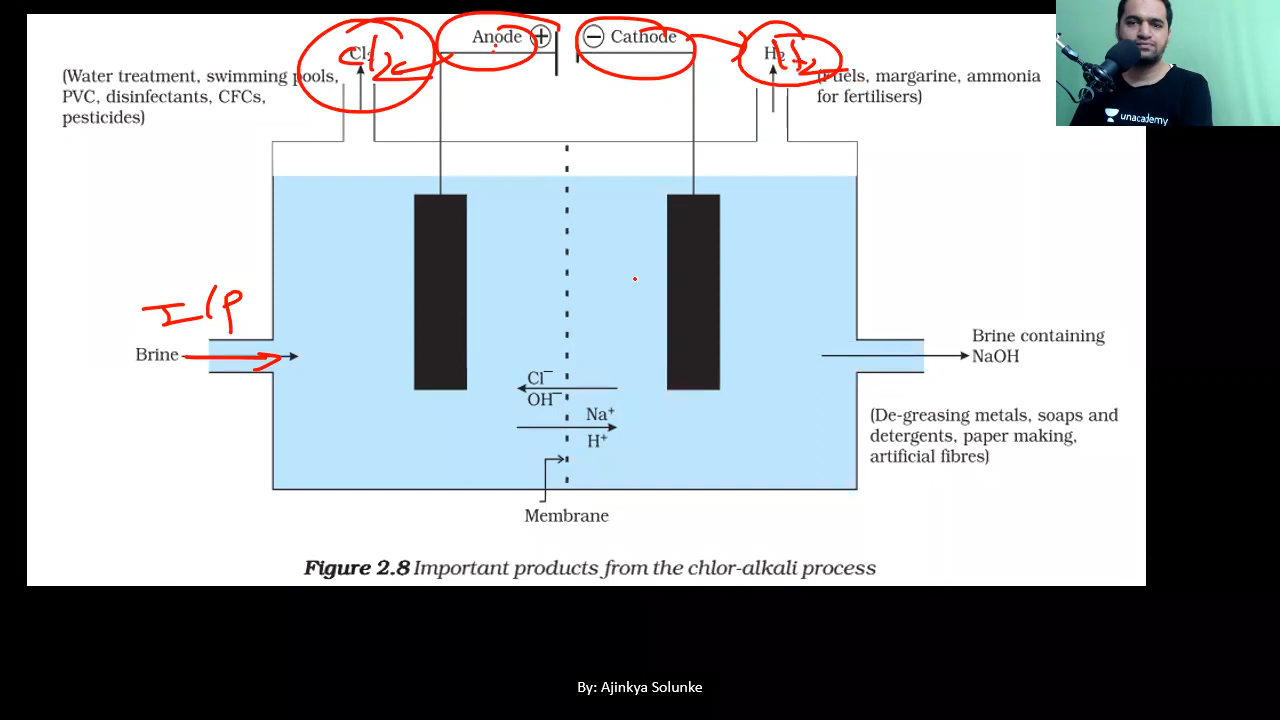 Anode +
− Cathode
Cl₂
Cl₂
H₂
H₂
(Water treatment, swimming pools,
PVC, disinfectants, CFCs,
pesticides)
(Fuels, margarine, ammonia
for fertilisers)
unacademy
I/P
Brine
Brine containing
NaOH
Cl⁻
OH⁻
Na⁺
H⁺
(De-greasing metals, soaps and
detergents, paper making,
artificial fibres)
Membrane
Figure 2.8 Important products from the chlor-alkali process
By: Ajinkya Solunke